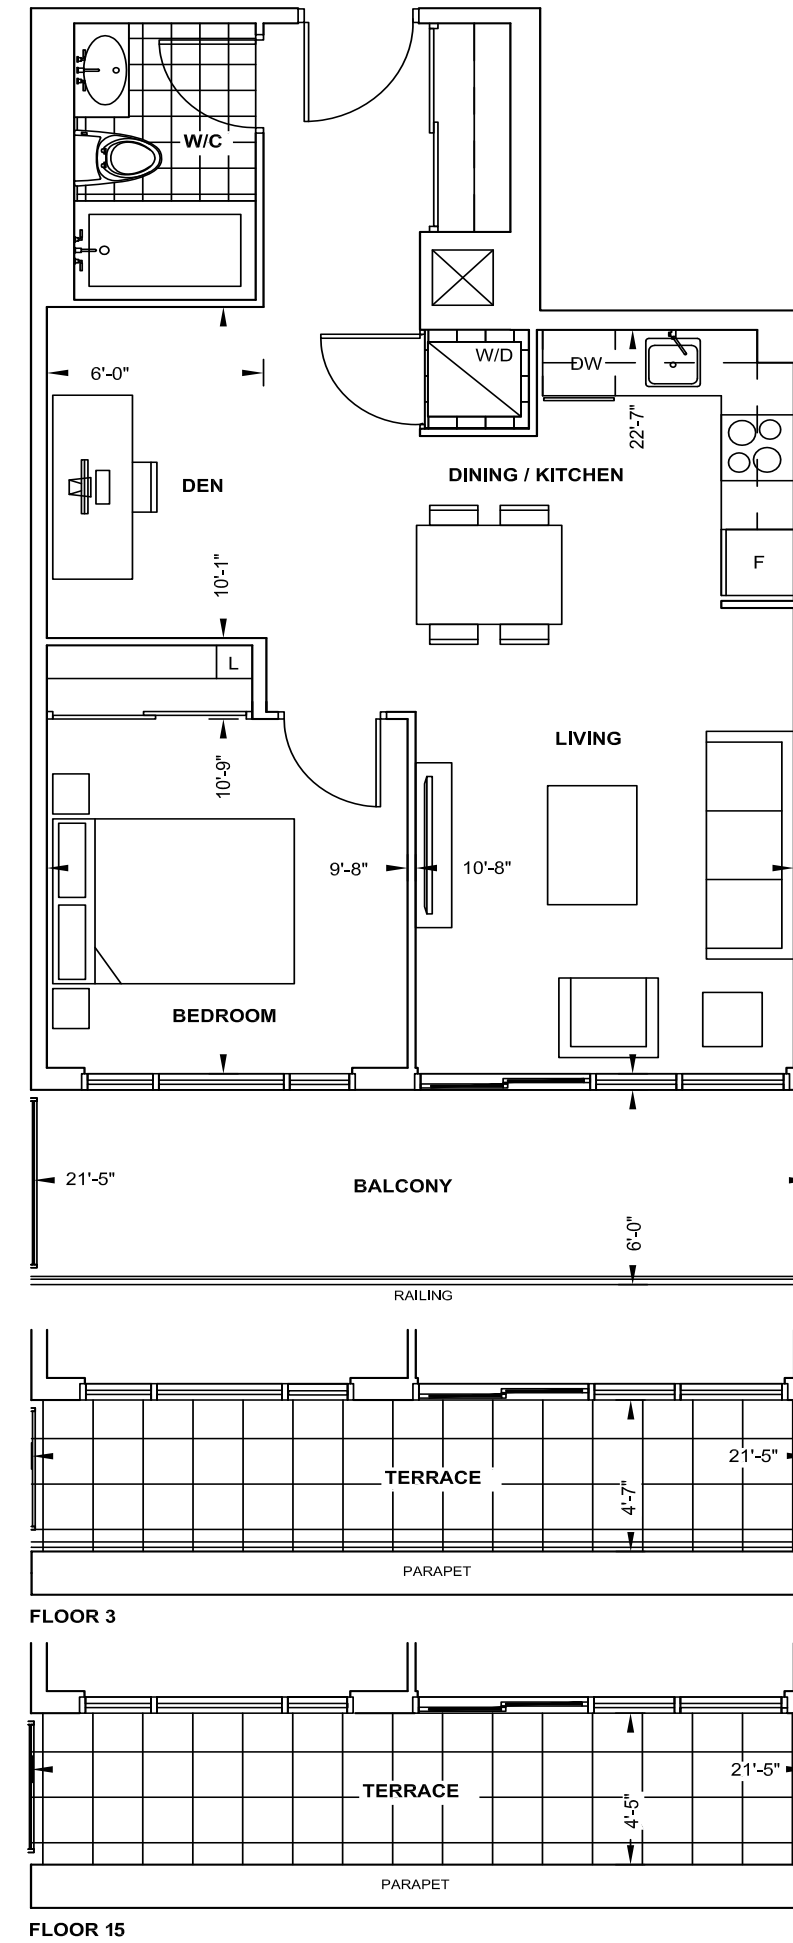 W/C
W/D
DW
6'-0"
22'-7"
DEN
DINING / KITCHEN
F
10'-1"
L
LIVING
10'-9"
9'-8"
10'-8"
BEDROOM
21'-5"
BALCONY
6'-0"
RAILING
21'-5"
TERRACE
4'-7"
PARAPET
FLOOR 3
21'-5"
TERRACE
4'-5"
PARAPET
FLOOR 15